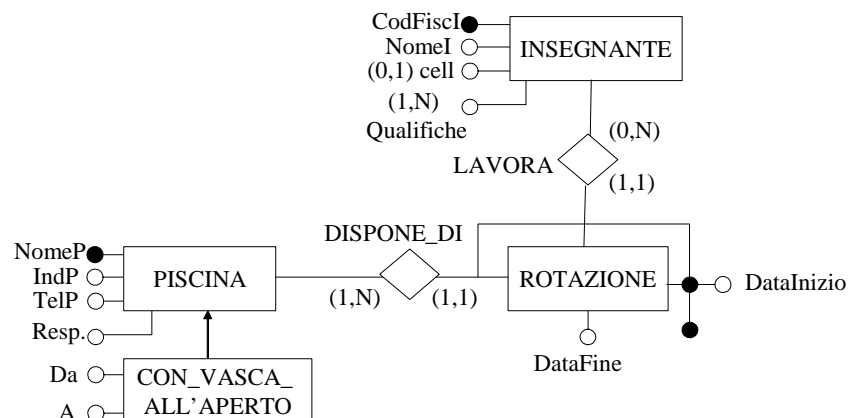 CodFiscI
NomeI
(0,1) cell
(1,N)
Qualifiche
INSEGNANTE
(0,N)
LAVORA
(1,1)
DISPONE_DI
NomeP
IndP
TelP
Resp.
PISCINA
(1,N)
(1,1)
ROTAZIONE
DataInizio
DataFine
Da
A
CON_VASCA_
ALL'APERTO